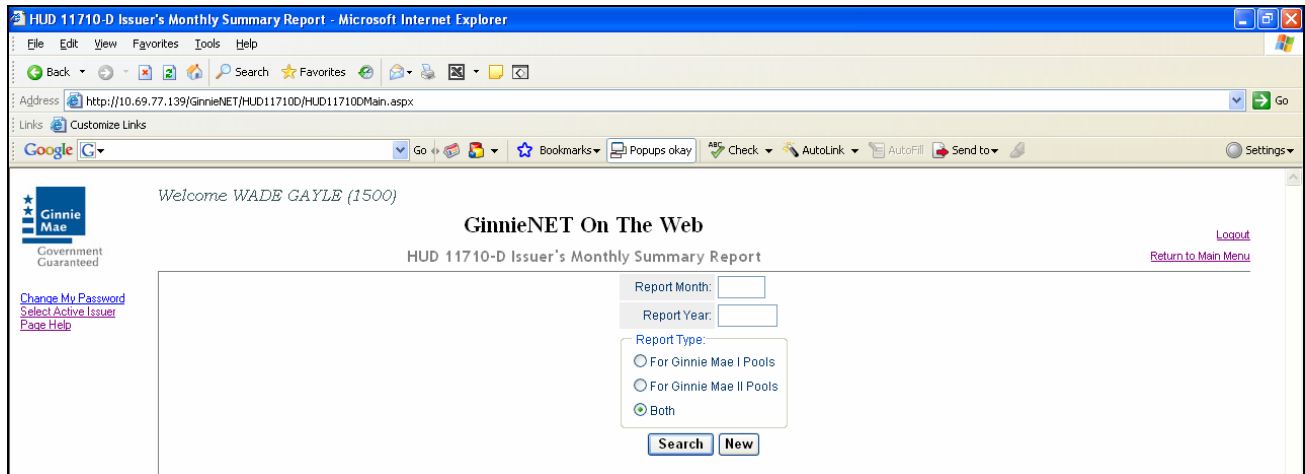 HUD 11710-D Issuer's Monthly Summary Report - Microsoft Internet Explorer
File Edit View Favorites Tools Help
Back Search Favorites
Address http://10.69.77.139/GinnieNET/HUD11710D/HUD11710DMain.aspx Go
Links Customize Links
Google G Go Bookmarks Popups okay ABC Check AutoLink AutoFill Send to Settings
Welcome WADE GAYLE (1500)
Ginnie
Mae
Government
Guaranteed
GinnieNET On The Web
HUD 11710-D Issuer's Monthly Summary Report
Logout
Return to Main Menu
Change My Password
Select Active Issuer
Page Help
Report Month:
Report Year:
Report Type:
For Ginnie Mae I Pools
For Ginnie Mae II Pools
Both
Search New